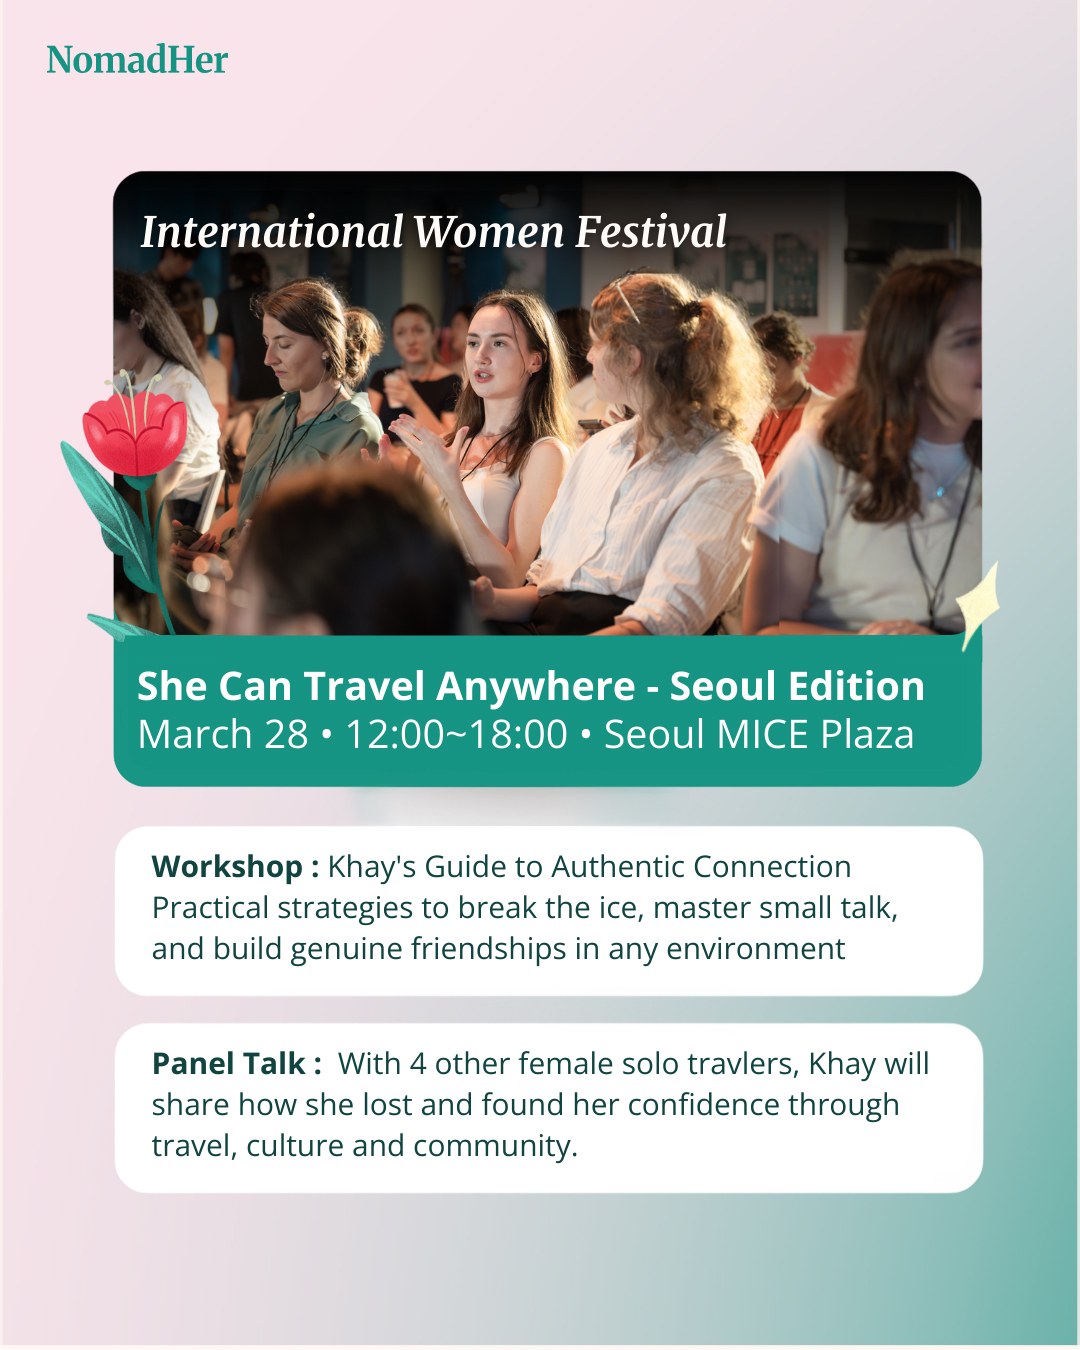 NomadHer
International Women Festival
She Can Travel Anywhere - Seoul Edition
March 28 • 12:00~18:00 • Seoul MICE Plaza
Workshop : Khay's Guide to Authentic Connection
Practical strategies to break the ice, master small talk,
and build genuine friendships in any environment
Panel Talk :  With 4 other female solo travlers, Khay will
share how she lost and found her confidence through
travel, culture and community.